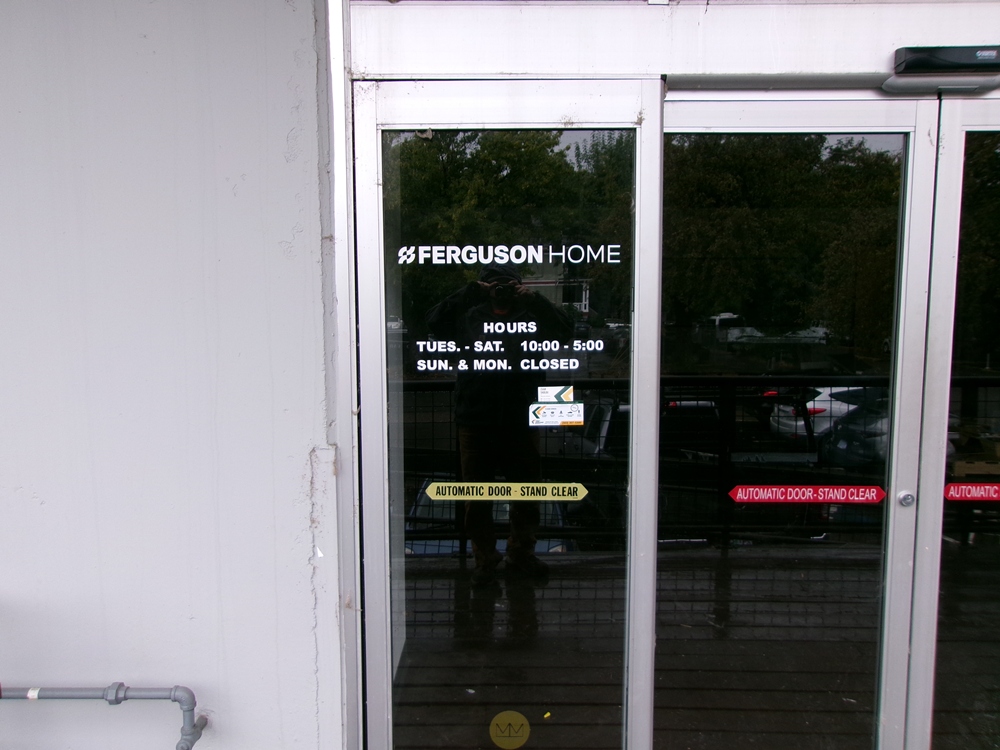 FERGUSON HOME
HOURS
TUES. - SAT. 10:00 - 5:00
SUN. & MON. CLOSED
AUTOMATIC DOOR - STAND CLEAR
AUTOMATIC DOOR - STAND CLEAR
AUTOMATIC